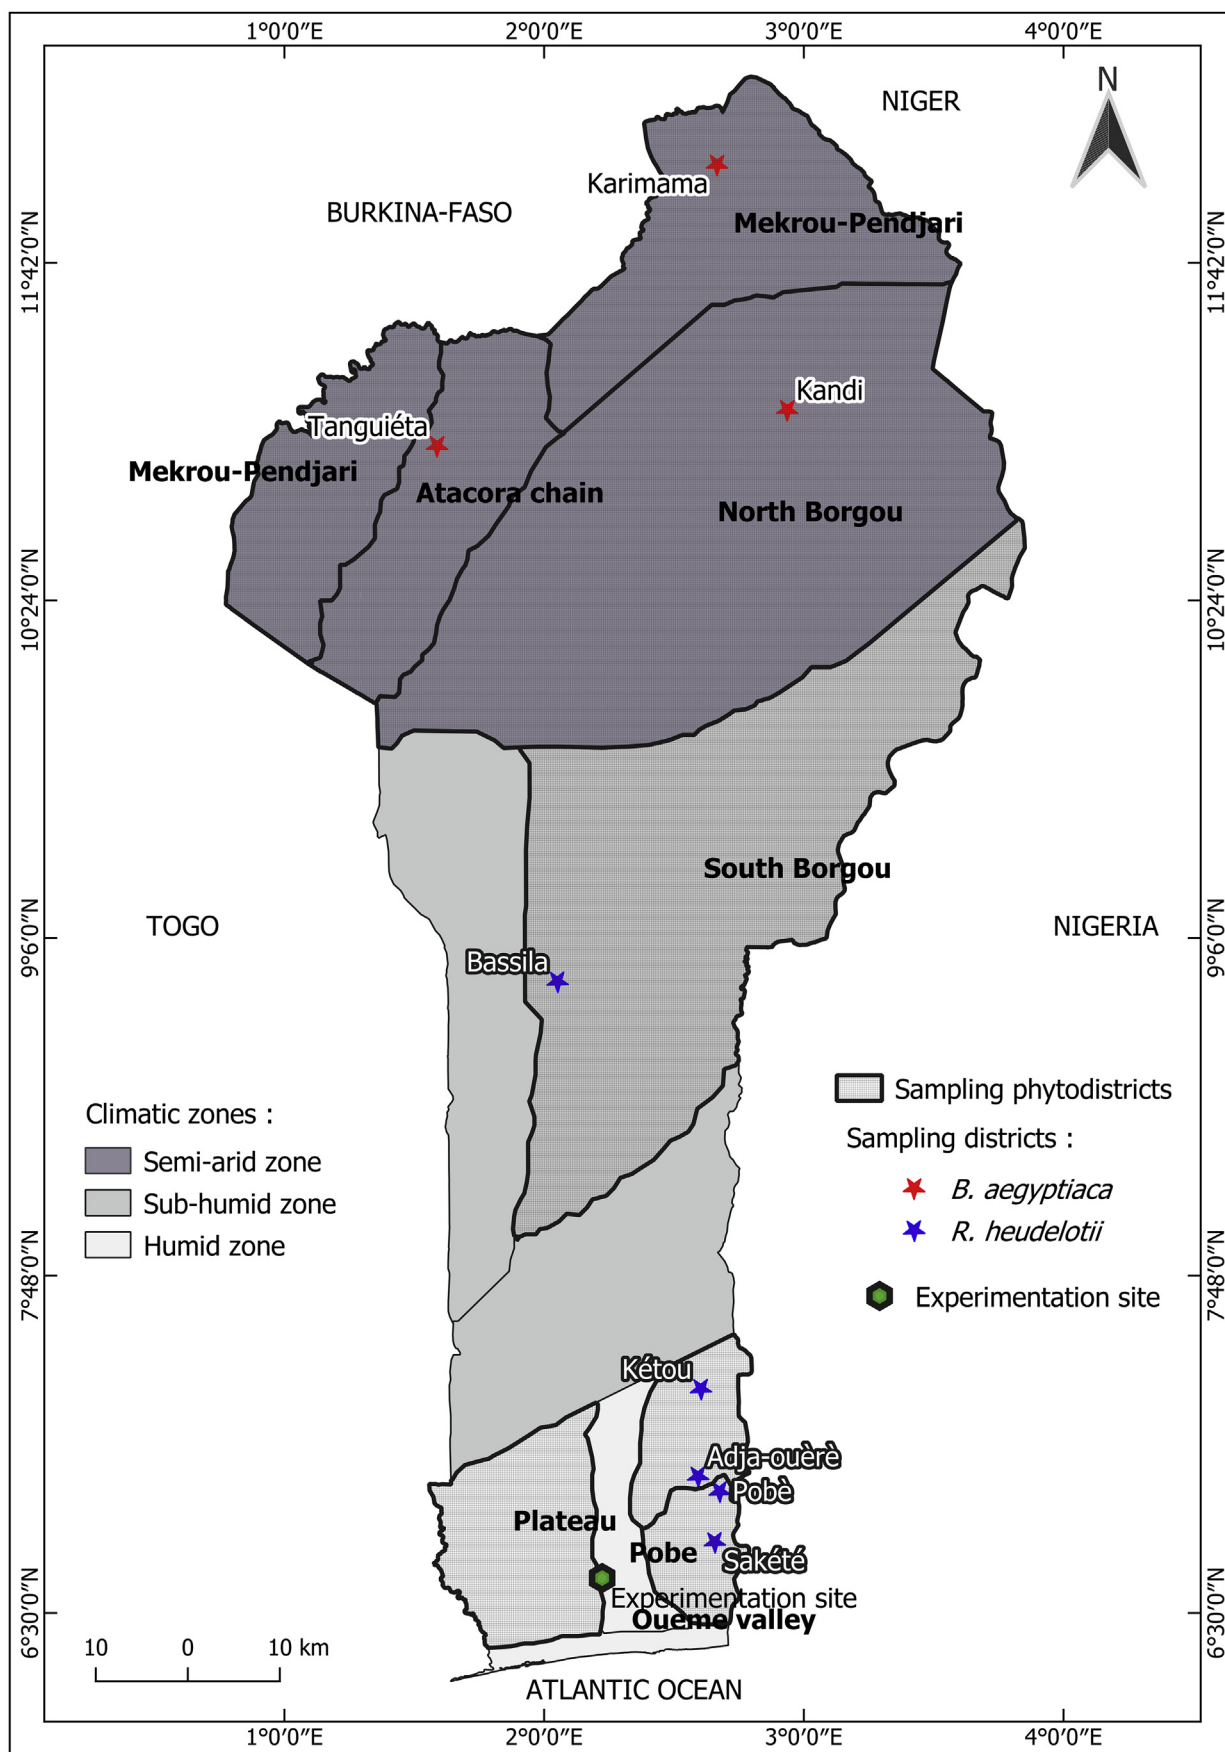 1°0′0″E 2°0′0″E 3°0′0″E 4°0′0″E
N
NIGER
Karimama
BURKINA-FASO
Mekrou-Pendjari
11°42′0″N 11°42′0″N
Kandi
Tanguiéta
Mekrou-Pendjari
Atacora chain
North Borgou
10°24′0″N 10°24′0″N
South Borgou
TOGO
NIGERIA
9°6′0″N 9°6′0″N
Bassila
Sampling phytodistricts
Climatic zones :
Sampling districts :
Semi-arid zone
B. aegyptiaca
Sub-humid zone
R. heudelotii
Humid zone
7°48′0″N 7°48′0″N
Experimentation site
Kétou
Adja-ouèrè
Pobè
Plateau
Pobe
Sakété
Experimentation site
Oueme valley
6°30′0″N 6°30′0″N
10 0 10 km
ATLANTIC OCEAN
1°0′0″E 2°0′0″E 3°0′0″E 4°0′0″E